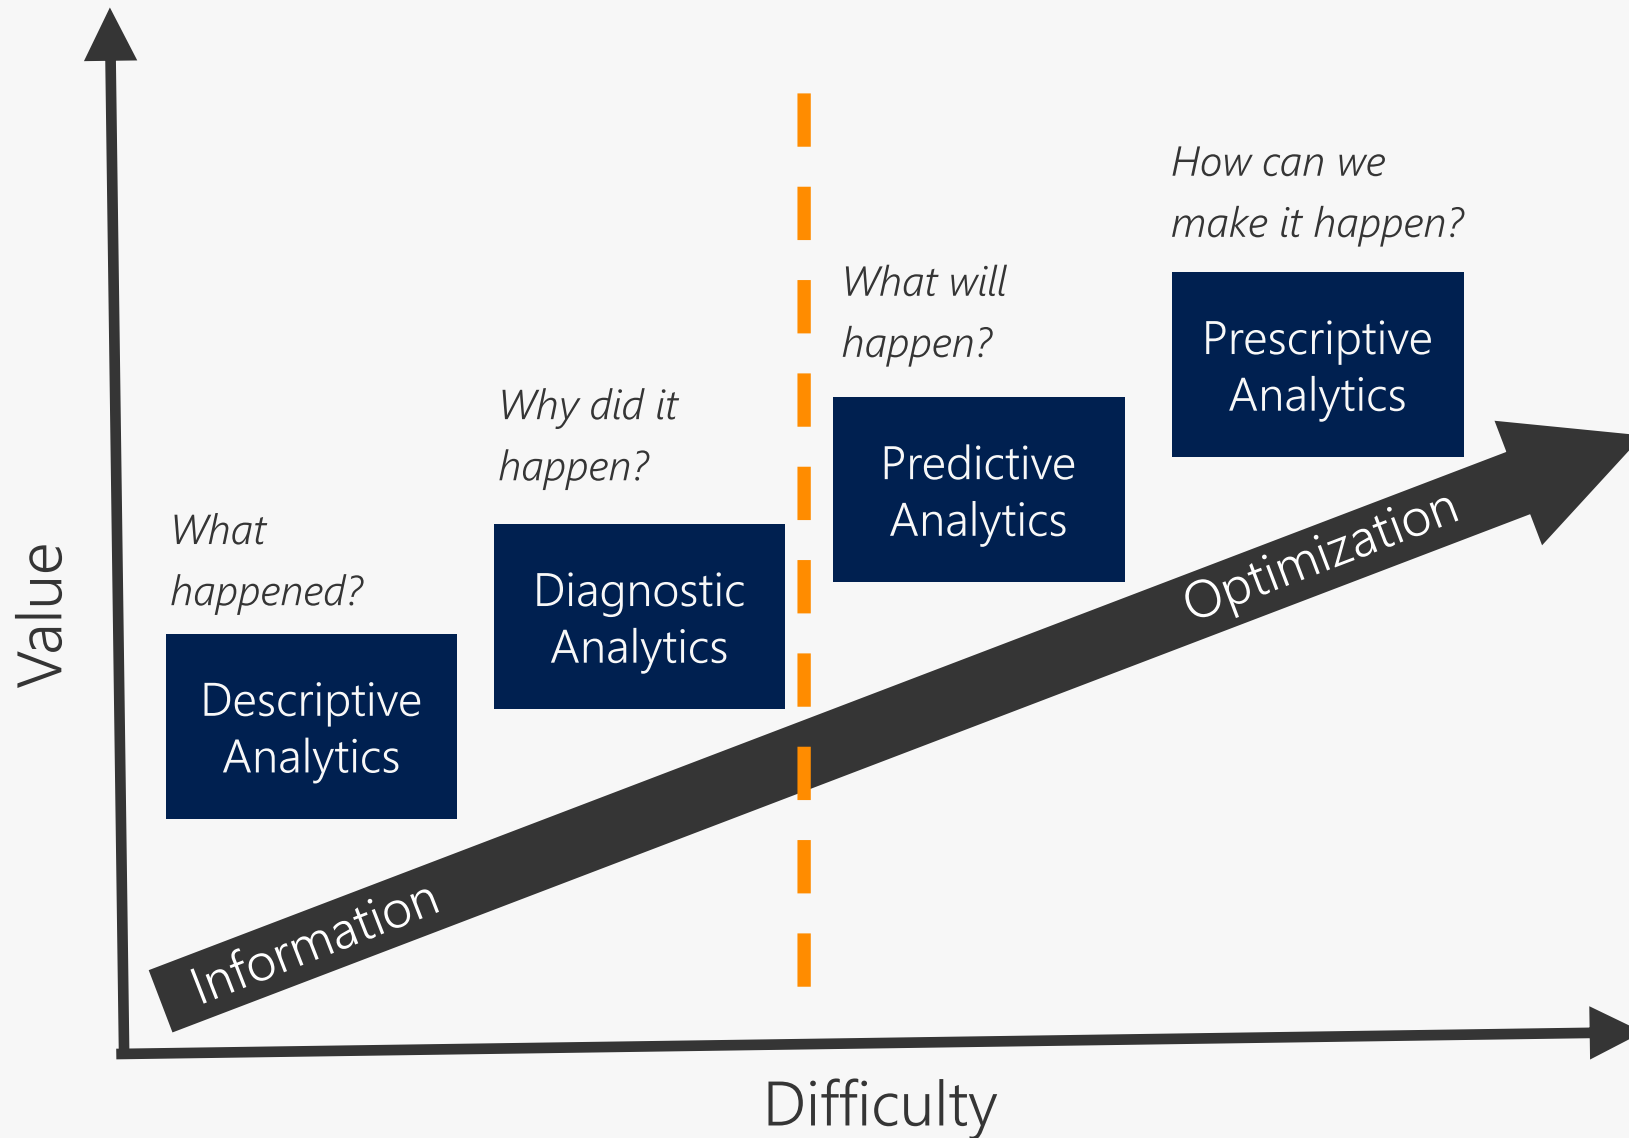 How can we
make it happen?
What will
happen?
Prescriptive
Analytics
Why did it
happen?
Predictive
Analytics
What
happened?
Diagnostic
Analytics
Descriptive
Analytics
Value
Optimization
Information
Difficulty